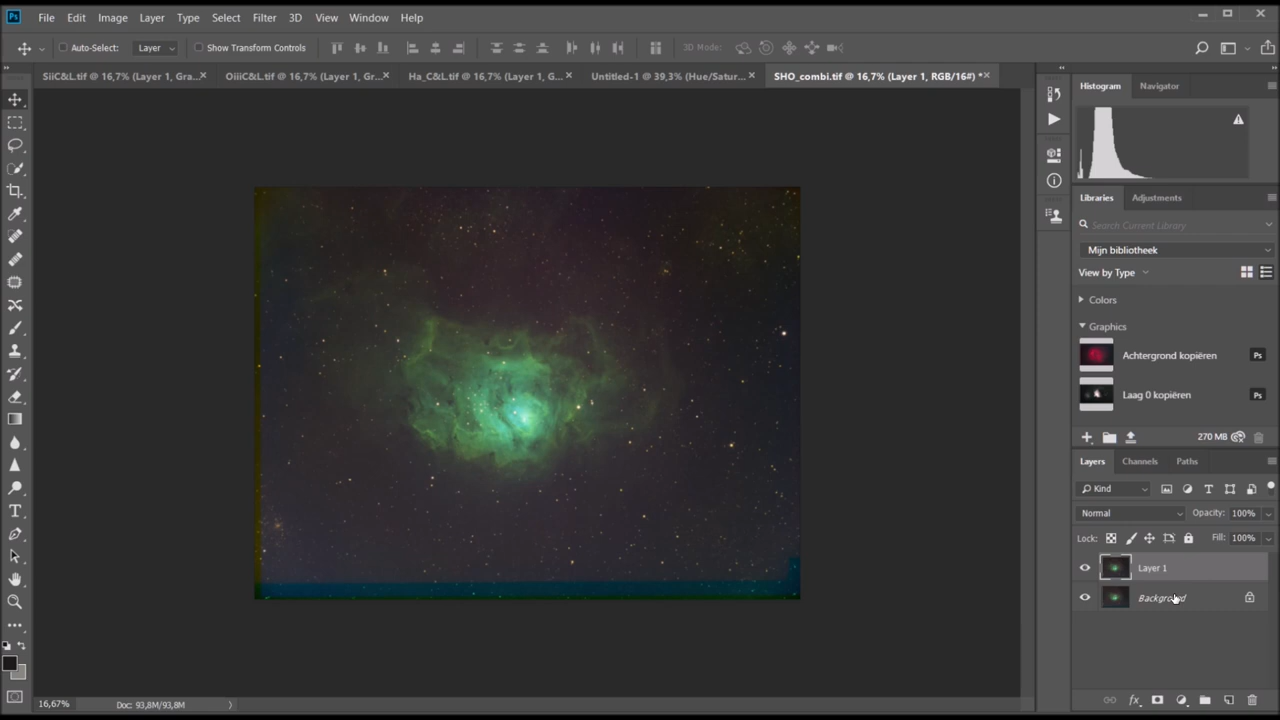 Ps File Edit Image Layer Type Select Filter 3D View Window Help
Auto-Select: Layer Show Transform Controls 3D Mode:
SiiC&L.tif @ 16,7% (Layer 1, Gra... OiiiC&L.tif @ 16,7% (Layer 1, Gr... Ha_C&L.tif @ 16,7% (Layer 1, G... Untitled-1 @ 39,3% (Hue/Satur... SHO_combi.tif @ 16,7% (Layer 1, RGB/16#) *
Histogram Navigator
Libraries Adjustments
Search Current Library
Mijn bibliotheek
View by Type
Colors
Graphics
Achtergrond kopiëren Ps
Laag 0 kopiëren Ps
270 MB
Layers Channels Paths
Kind
Normal Opacity: 100%
Lock: Fill: 100%
Layer 1
Background
16,67% Doc: 93,8M/93,8M